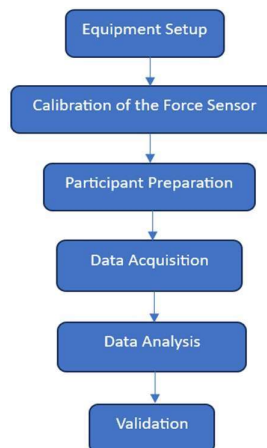 Equipment Setup
Calibration of the Force Sensor
Participant Preparation
Data Acquisition
Data Analysis
Validation